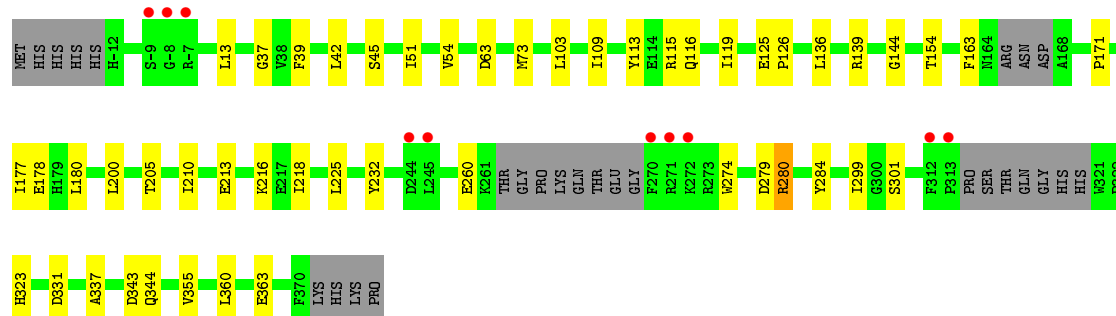 MET HIS HIS HIS HIS H-12 S-9 G-8 R-7 L13 G37 V38 F39 L42 S45 I51 V54 D63 M73 L103 I109 Y113 E114 R115 Q116 I119 E125 P126 L136 R139 G144 T154 F163 N164 ARG ASN ASP A168 P171
I177 E178 H179 L180 L200 T205 I210 E213 K216 E217 I218 L225 Y232 D244 L245 E260 K261 THR GLY PRO LYS GLN THR GLU GLY F270 R271 K272 R273 W274 D279 R280 Y284 I299 G300 S301 F312 P313 PRO SER THR GLN GLY HIS HIS W321
H323 D331 A337 D343 Q344 V355 L360 E363 F370 LYS HIS LYS PRO